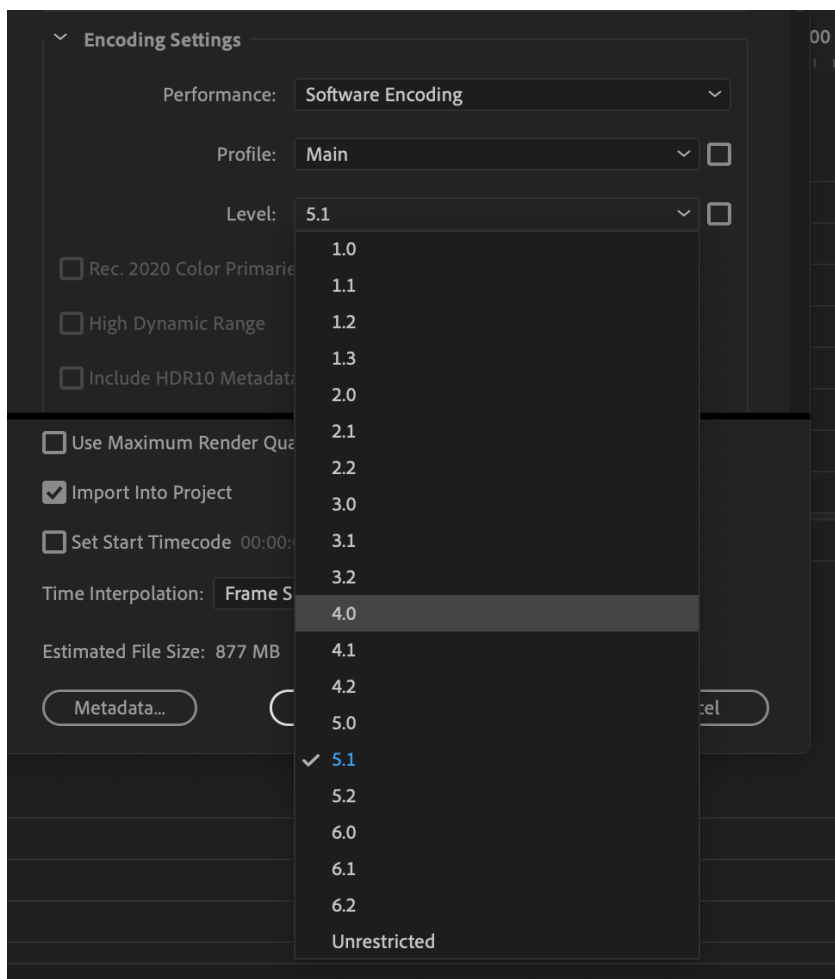 Encoding Settings
00
Performance: Software Encoding
Profile: Main
Level: 5.1
1.0
Rec. 2020 Color Primarie
1.1
High Dynamic Range
1.2
1.3
Include HDR10 Metadata
2.0
Use Maximum Render Qua
2.1
2.2
Import Into Project
3.0
Set Start Timecode 00:00:
3.1
3.2
Time Interpolation: Frame S
4.0
Estimated File Size: 877 MB
4.1
4.2
Metadata...
cel
5.0
5.1
5.2
6.0
6.1
6.2
Unrestricted